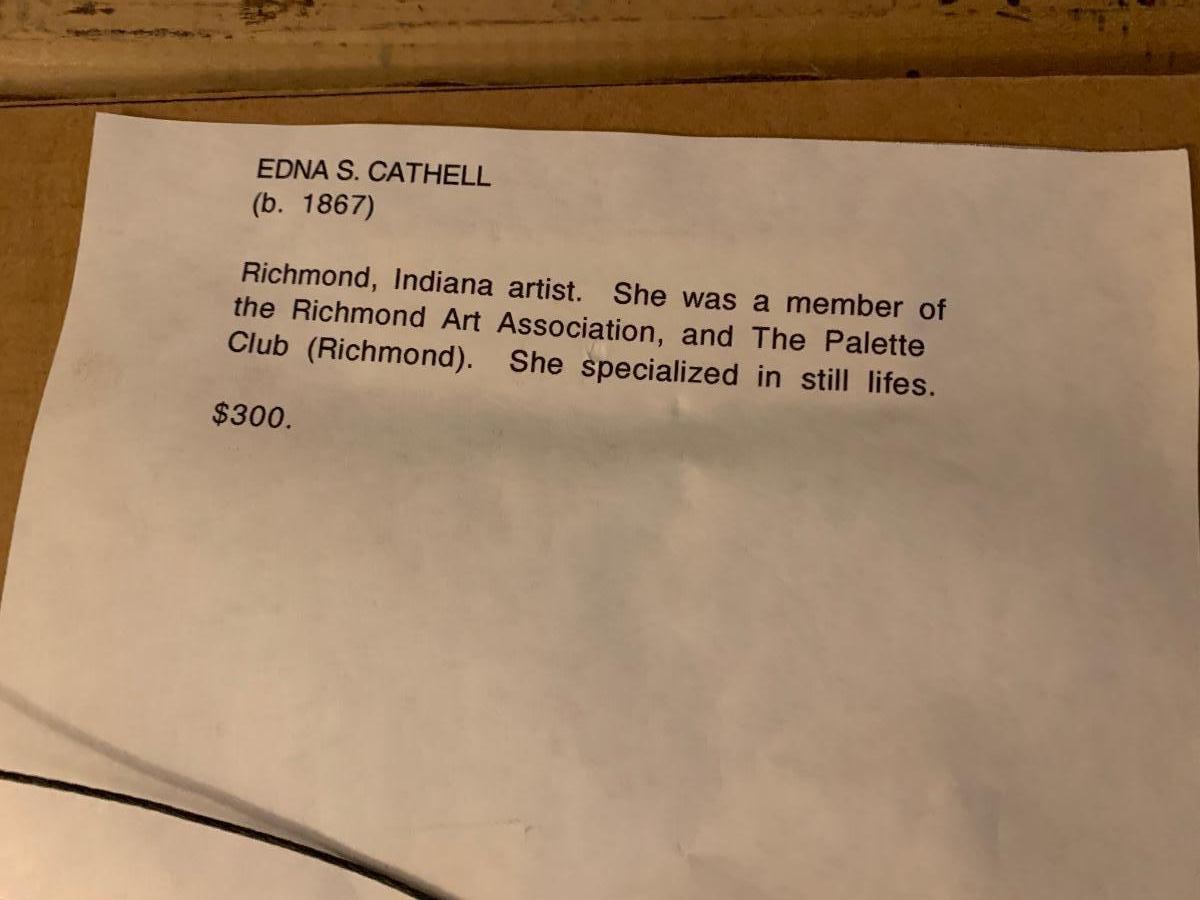 EDNA S. CATHELL
(b. 1867)
Richmond, Indiana artist. She was a member of
the Richmond Art Association, and The Palette
Club (Richmond). She specialized in still lifes.
$300.